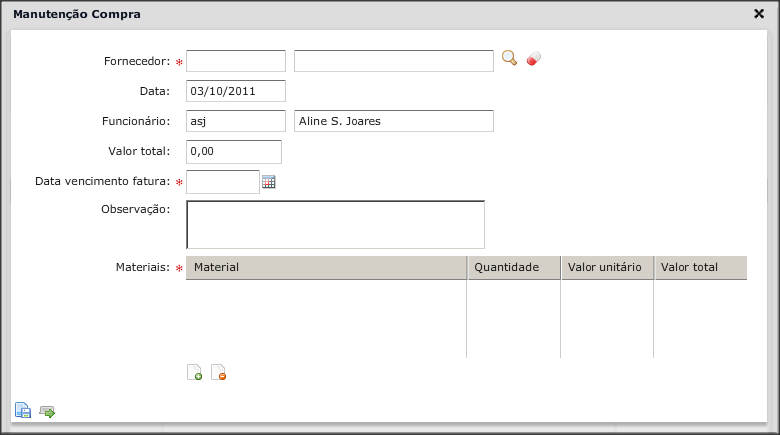 Manutenção Compra
Fornecedor: *
Data: 03/10/2011
Funcionário: asj Aline S. Joares
Valor total: 0,00
Data vencimento fatura: *
Observação:
Materiais: * Material Quantidade Valor unitário Valor total